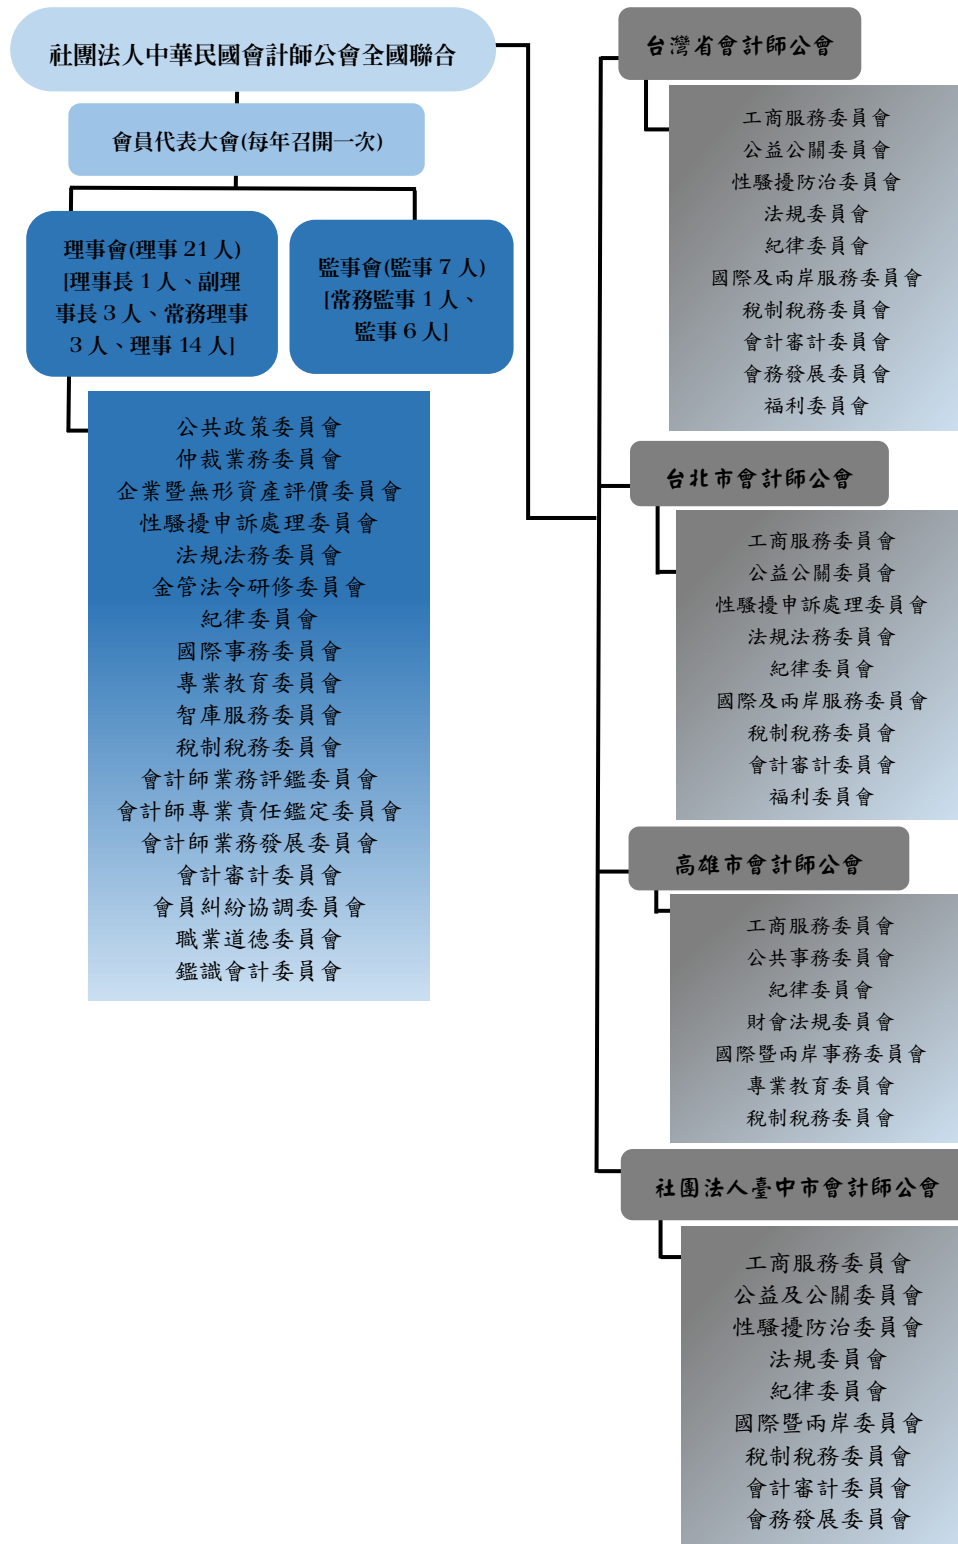 社團法人中華民國會計師公會全國聯合
會員代表大會(每年召開一次)
理事會(理事 21 人)
[理事長 1 人、副理
事長 3 人、常務理事
3 人、理事 14 人]
監事會(監事 7 人)
[常務監事 1 人、
監事 6 人]
公共政策委員會
仲裁業務委員會
企業暨無形資產評價委員會
性騷擾申訴處理委員會
法規法務委員會
金管法令研修委員會
紀律委員會
國際事務委員會
專業教育委員會
智庫服務委員會
稅制稅務委員會
會計師業務評鑑委員會
會計師專業責任鑑定委員會
會計師業務發展委員會
會計審計委員會
會員糾紛協調委員會
職業道德委員會
鑑識會計委員會
台灣省會計師公會
工商服務委員會
公益公關委員會
性騷擾防治委員會
法規委員會
紀律委員會
國際及兩岸服務委員會
稅制稅務委員會
會計審計委員會
會務發展委員會
福利委員會
台北市會計師公會
工商服務委員會
公益公關委員會
性騷擾申訴處理委員會
法規法務委員會
紀律委員會
國際及兩岸服務委員會
稅制稅務委員會
會計審計委員會
福利委員會
高雄市會計師公會
工商服務委員會
公共事務委員會
紀律委員會
財會法規委員會
國際暨兩岸事務委員會
專業教育委員會
稅制稅務委員會
社團法人臺中市會計師公會
工商服務委員會
公益及公關委員會
性騷擾防治委員會
法規委員會
紀律委員會
國際暨兩岸委員會
稅制稅務委員會
會計審計委員會
會務發展委員會